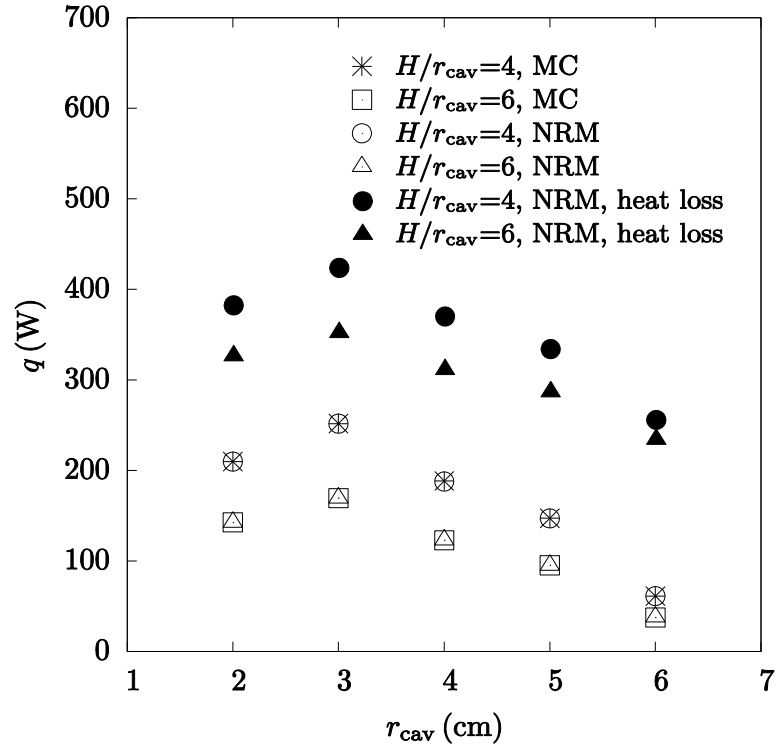 700
600
500
400
300
200
100
0
q (W)
H/rcav=4, MC
H/rcav=6, MC
H/rcav=4, NRM
H/rcav=6, NRM
H/rcav=4, NRM, heat loss
H/rcav=6, NRM, heat loss
1 2 3 4 5 6 7
rcav (cm)